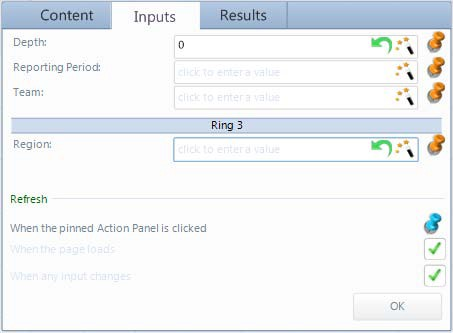 Content Inputs Results
Depth: 0
Reporting Period: click to enter a value
Team: click to enter a value
Ring 3
Region: click to enter a value
Refresh
When the pinned Action Panel is clicked
When the page loads
When any input changes
OK